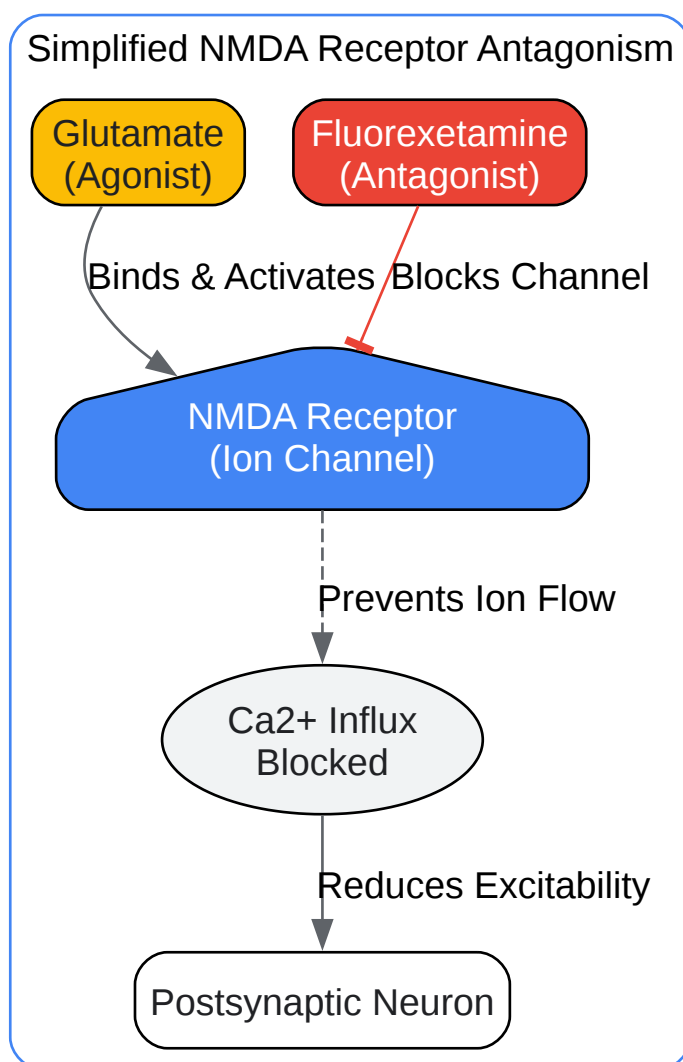 Simplified NMDA Receptor Antagonism
Glutamate
(Agonist)
Fluorexetamine
(Antagonist)
Binds & Activates
Blocks Channel
NMDA Receptor
(Ion Channel)
Prevents Ion Flow
Ca2+ Influx
Blocked
Reduces Excitability
Postsynaptic Neuron